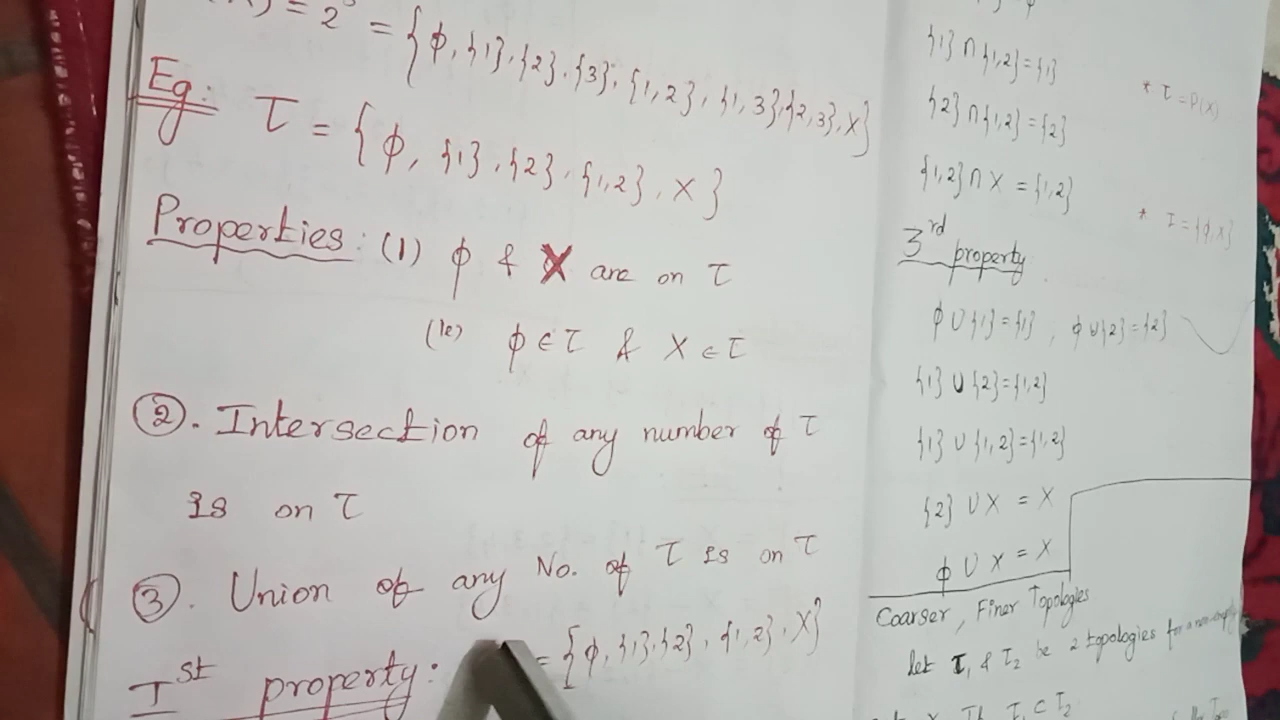 = 2³ = {φ, {1}, {2}, {3}, {1,2}, {1,3}, {2,3}, X}
Eg: τ = {φ, {1}, {2}, {1,2}, X}
Properties: (1) φ & X are on τ
(ie) φ ∈ τ & X ∈ τ
②. Intersection of any number of τ
is on τ
③. Union of any No. of τ is on τ
Ist property: = {φ, {1}, {2}, {1,2}, X}
{1} ∩ {1,2} = {1}
{2} ∩ {1,2} = {2}
{1,2} ∩ X = {1,2}
3rd property
φ ∪ {1} = {1}, φ ∪ {2} = {2}
{1} ∪ {2} = {1,2}
{1} ∪ {1,2} = {1,2}
{2} ∪ X = X
φ ∪ X = X
Coarser, Finer Topologies
let τ₁ & τ₂ be 2 topologies for a
τ₁ ⊂ τ₂
* τ = P(X)
* τ = {φ, X}